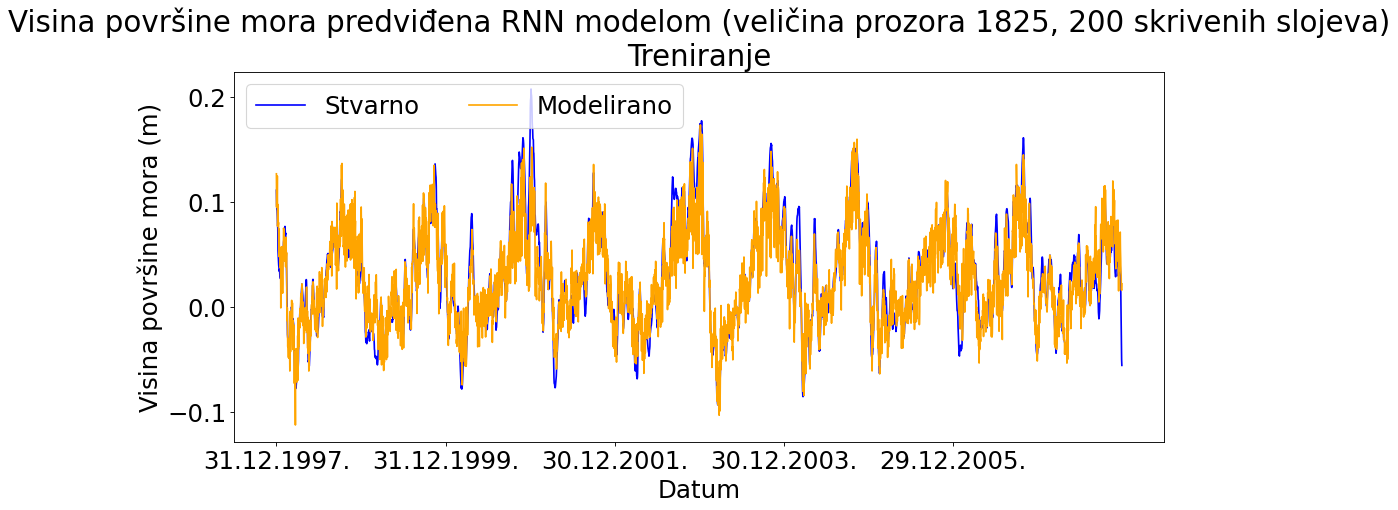 Visina površine mora predviđena RNN modelom (veličina prozora 1825, 200 skrivenih slojeva)
Treniranje
Stvarno Modelirano
Visina površine mora (m)
0.2
0.1
0.0
−0.1
31.12.1997. 31.12.1999. 30.12.2001. 30.12.2003. 29.12.2005.
Datum